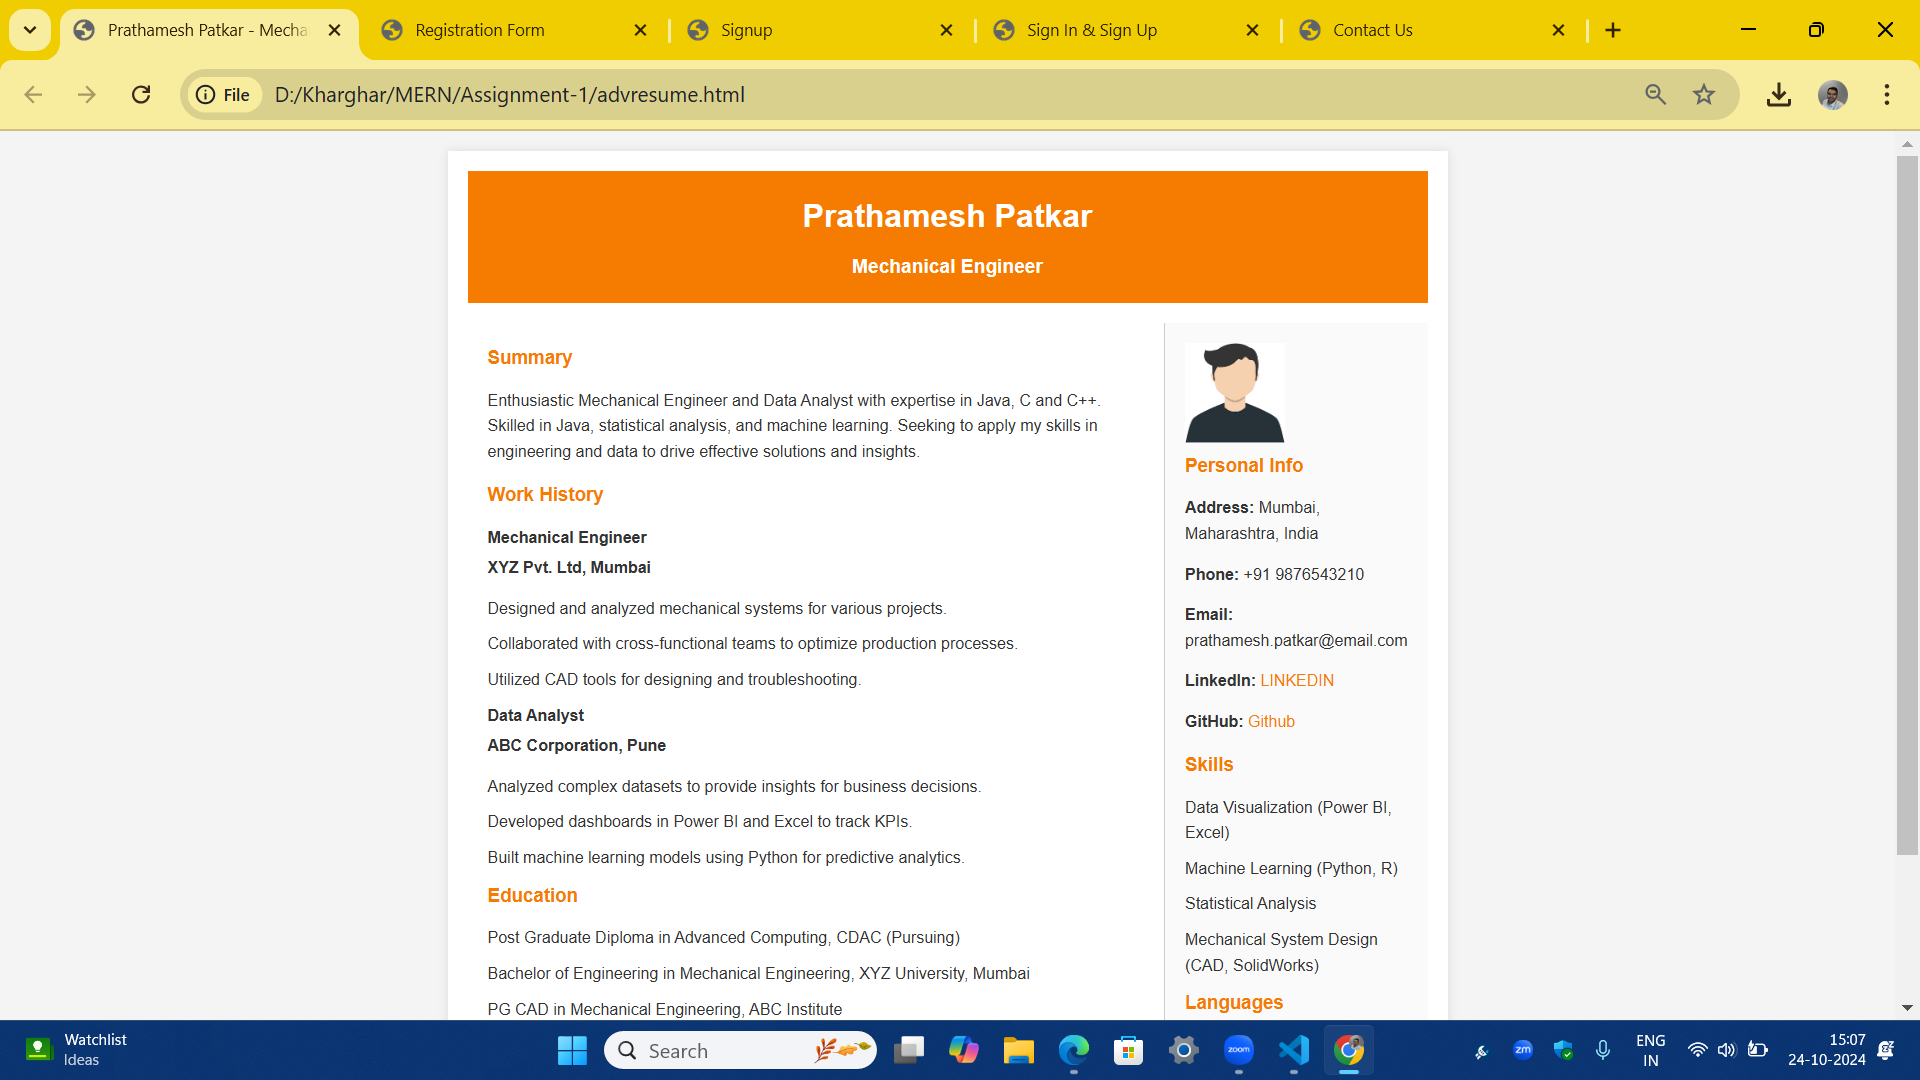 Prathamesh Patkar - Mecha
Registration Form
Signup
Sign In & Sign Up
Contact Us
File
D:/Kharghar/MERN/Assignment-1/advresume.html
Prathamesh Patkar
Mechanical Engineer
Summary
Enthusiastic Mechanical Engineer and Data Analyst with expertise in Java, C and C++.
Skilled in Java, statistical analysis, and machine learning. Seeking to apply my skills in
engineering and data to drive effective solutions and insights.
Work History
Mechanical Engineer
XYZ Pvt. Ltd, Mumbai
Designed and analyzed mechanical systems for various projects.
Collaborated with cross-functional teams to optimize production processes.
Utilized CAD tools for designing and troubleshooting.
Data Analyst
ABC Corporation, Pune
Analyzed complex datasets to provide insights for business decisions.
Developed dashboards in Power BI and Excel to track KPIs.
Built machine learning models using Python for predictive analytics.
Education
Post Graduate Diploma in Advanced Computing, CDAC (Pursuing)
Bachelor of Engineering in Mechanical Engineering, XYZ University, Mumbai
PG CAD in Mechanical Engineering, ABC Institute
Personal Info
Address: Mumbai,
Maharashtra, India
Phone: +91 9876543210
Email:
prathamesh.patkar@email.com
LinkedIn: LINKEDIN
GitHub: Github
Skills
Data Visualization (Power BI,
Excel)
Machine Learning (Python, R)
Statistical Analysis
Mechanical System Design
(CAD, SolidWorks)
Languages
Watchlist
Ideas
Search
zoom
zm
ENG
IN
15:07
24-10-2024